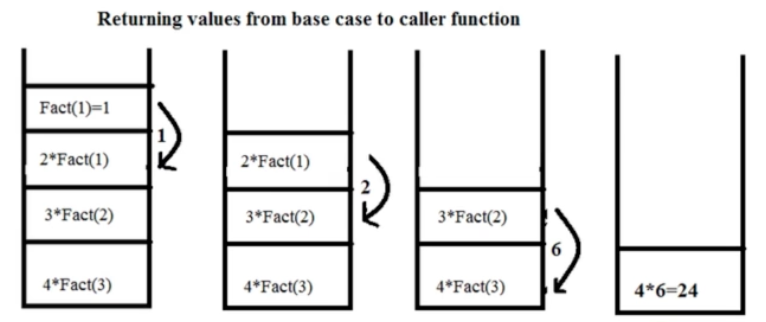 Returning values from base case to caller function
Fact(1)=1
1
2*Fact(1)
3*Fact(2)
4*Fact(3)
2*Fact(1)
2
3*Fact(2)
4*Fact(3)
3*Fact(2)
6
4*Fact(3)
4*6=24